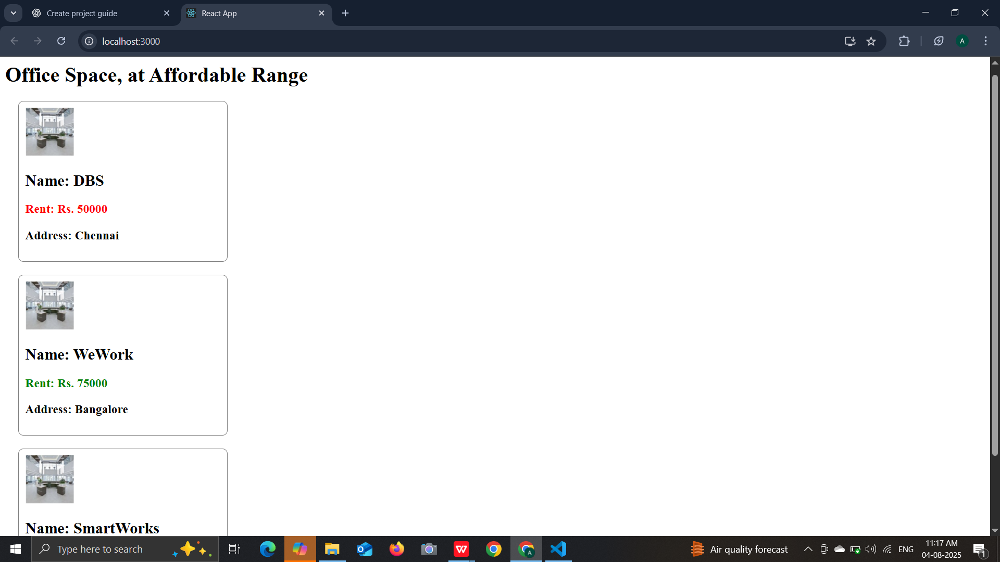 Create project guide
React App
localhost:3000
A
Office Space, at Affordable Range
Name: DBS
Rent: Rs. 50000
Address: Chennai
Name: WeWork
Rent: Rs. 75000
Address: Bangalore
Name: SmartWorks
Type here to search
Air quality forecast
ENG
11:17 AM
04-08-2025
1